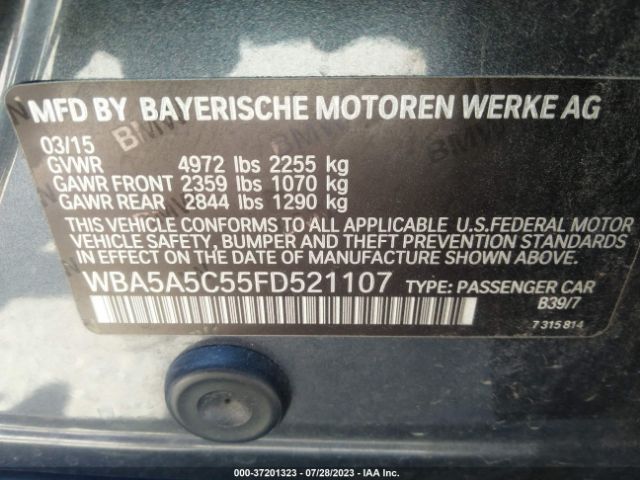 MFD BY BAYERISCHE MOTOREN WERKE AG
03/15
GVWR 4972 lbs 2255 kg
GAWR FRONT 2359 lbs 1070 kg
GAWR REAR 2844 lbs 1290 kg
THIS VEHICLE CONFORMS TO ALL APPLICABLE U.S.FEDERAL MOTOR
VEHICLE SAFETY, BUMPER AND THEFT PREVENTION STANDARDS
IN EFFECT ON THE DATE OF MANUFACTURE SHOWN ABOVE.
WBA5A5C55FD521107 TYPE: PASSENGER CAR
B39/7
7 315 814
000-37201323 | 07/28/2023 | IAA Inc.